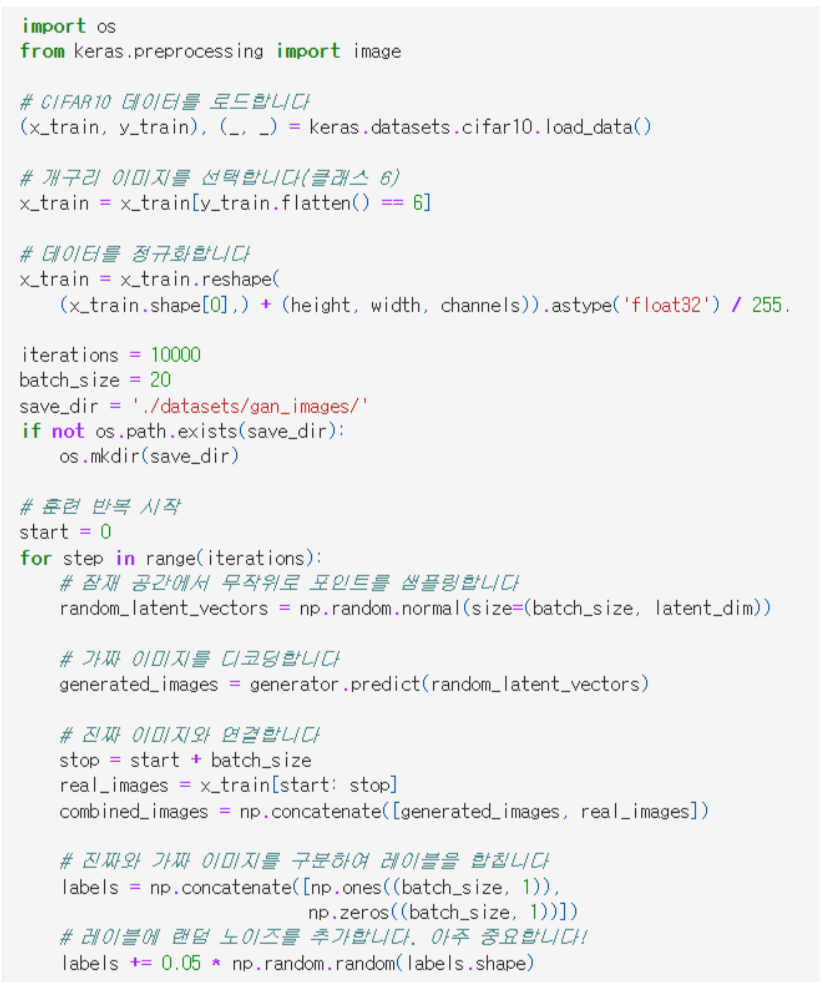 import os
from keras.preprocessing import image
# CIFAR10 데이터를 로드합니다
(x_train, y_train), (_, _) = keras.datasets.cifar10.load_data()
# 개구리 이미지를 선택합니다(클래스 6)
x_train = x_train[y_train.flatten() == 6]
# 데이터를 정규화합니다
x_train = x_train.reshape(
    (x_train.shape[0],) + (height, width, channels)).astype('float32') / 255.
iterations = 10000
batch_size = 20
save_dir = './datasets/gan_images/'
if not os.path.exists(save_dir):
    os.mkdir(save_dir)
# 훈련 반복 시작
start = 0
for step in range(iterations):
    # 잠재 공간에서 무작위로 포인트를 샘플링합니다
    random_latent_vectors = np.random.normal(size=(batch_size, latent_dim))
    # 가짜 이미지를 디코딩합니다
    generated_images = generator.predict(random_latent_vectors)
    # 진짜 이미지와 연결합니다
    stop = start + batch_size
    real_images = x_train[start: stop]
    combined_images = np.concatenate([generated_images, real_images])
    # 진짜와 가짜 이미지를 구분하여 레이블을 합칩니다
    labels = np.concatenate([np.ones((batch_size, 1)),
                             np.zeros((batch_size, 1))])
    # 레이블에 랜덤 노이즈를 추가합니다. 아주 중요합니다!
    labels += 0.05 * np.random.random(labels.shape)